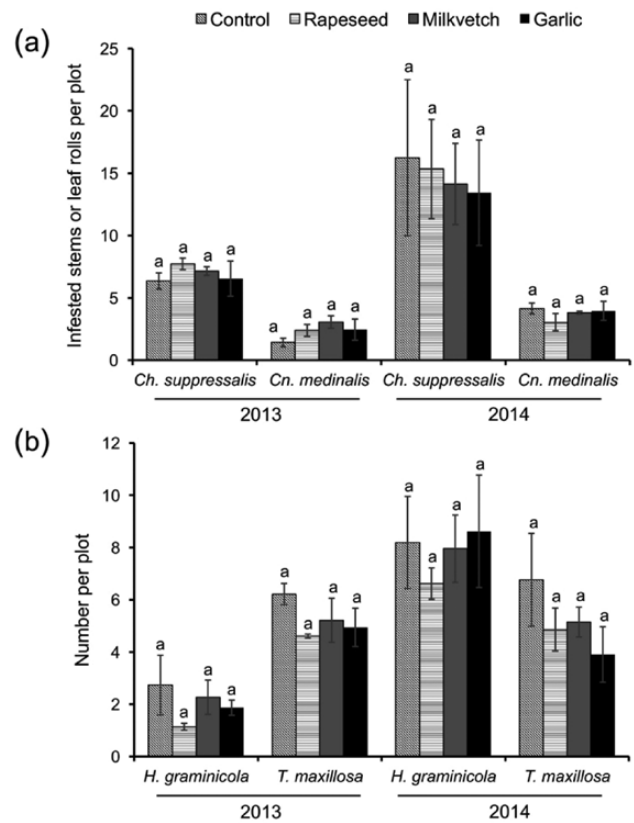 Control Rapeseed Milkvetch Garlic
(a)
Infested stems or leaf rolls per plot
25
20
15
10
5
0
a a a a a a a a a a a a a a a a
Ch. suppressalis Cn. medinalis Ch. suppressalis Cn. medinalis
2013 2014
(b)
Number per plot
12
10
8
6
4
2
0
a a a a a a a a a a a a a a a a
H. graminicola T. maxillosa H. graminicola T. maxillosa
2013 2014